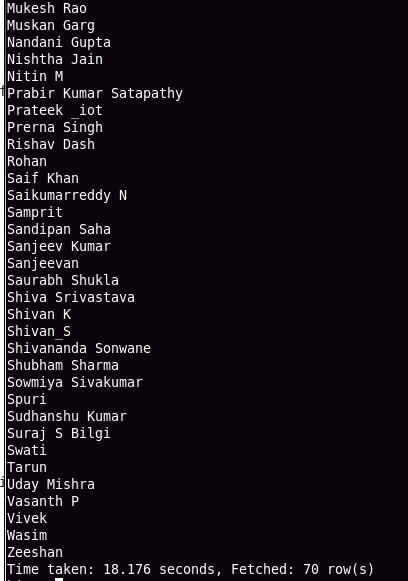 Mukesh Rao
Muskan Garg
Nandani Gupta
Nishtha Jain
Nitin M
Prabir Kumar Satapathy
Prateek _iot
Prerna Singh
Rishav Dash
Rohan
Saif Khan
Saikumarreddy N
Samprit
Sandipan Saha
Sanjeev Kumar
Sanjeevan
Saurabh Shukla
Shiva Srivastava
Shivan K
Shivan_S
Shivananda Sonwane
Shubham Sharma
Sowmiya Sivakumar
Spuri
Sudhanshu Kumar
Suraj S Bilgi
Swati
Tarun
Uday Mishra
Vasanth P
Vivek
Wasim
Zeeshan
Time taken: 18.176 seconds, Fetched: 70 row(s)